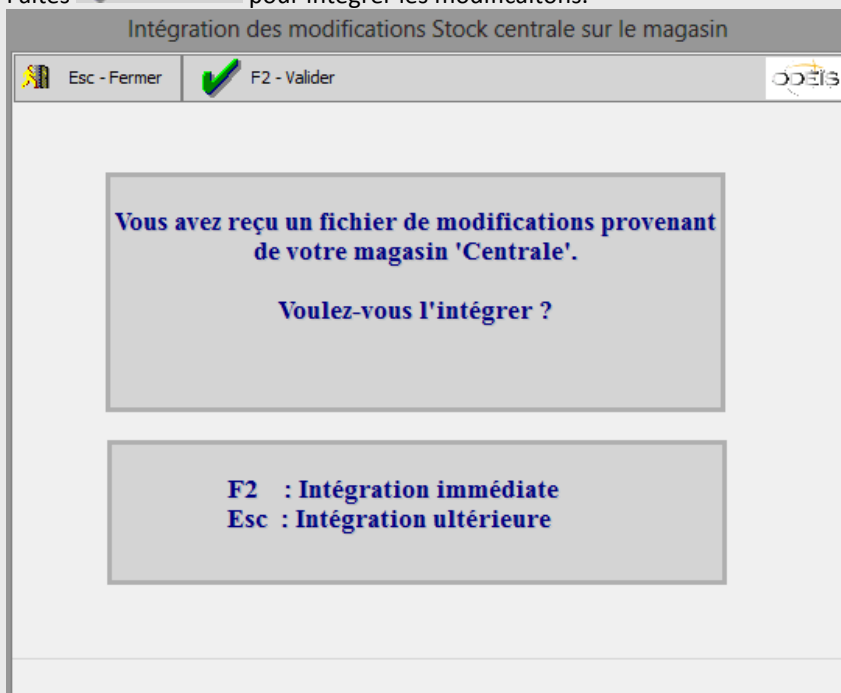 Faites pour intégrer les modificaitons.
Intégration des modifications Stock centrale sur le magasin
Esc - Fermer F2 - Valider
Vous avez reçu un fichier de modifications provenant
de votre magasin 'Centrale'.
Voulez-vous l'intégrer ?
F2 : Intégration immédiate
Esc : Intégration ultérieure